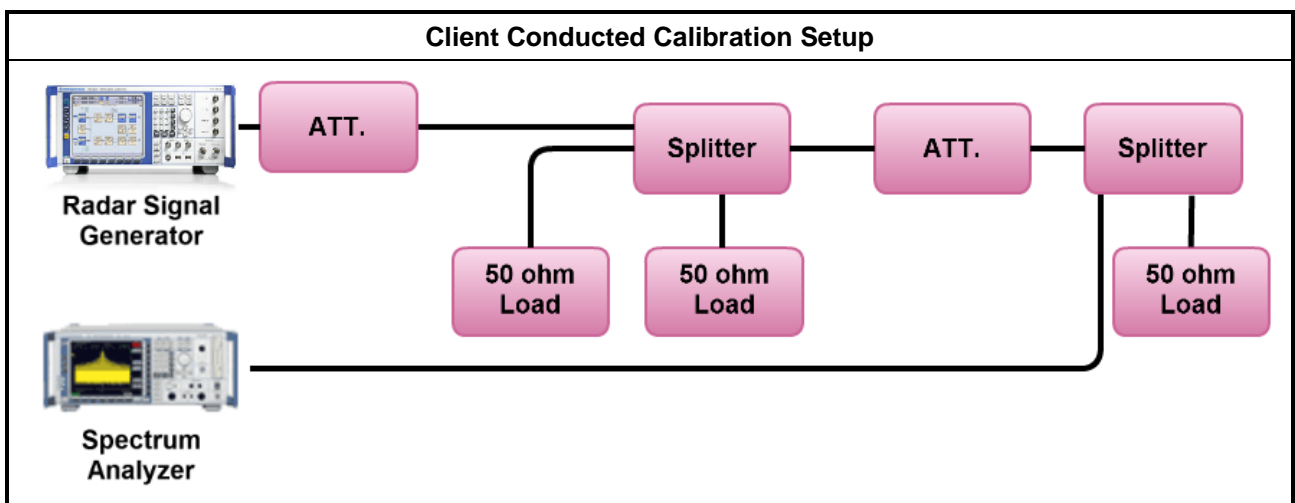 Client Conducted Calibration Setup
ATT.
Splitter
ATT.
Splitter
Radar Signal
Generator
50 ohm
Load
50 ohm
Load
50 ohm
Load
Spectrum
Analyzer